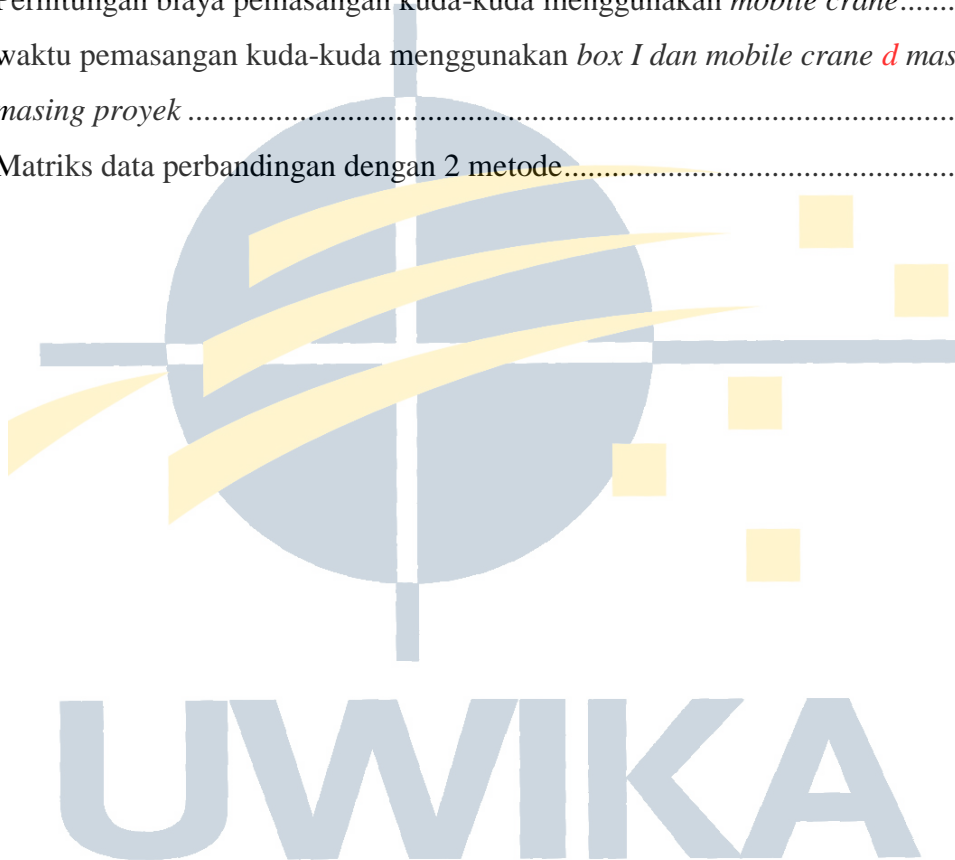 Perhitungan biaya pemasangan kuda-kuda menggunakan mobile crane........
waktu pemasangan kuda-kuda menggunakan box I dan mobile crane d mas
masing proyek ..................................................................................................
Matriks data perbandingan dengan 2 metode..................................................
UWIKA